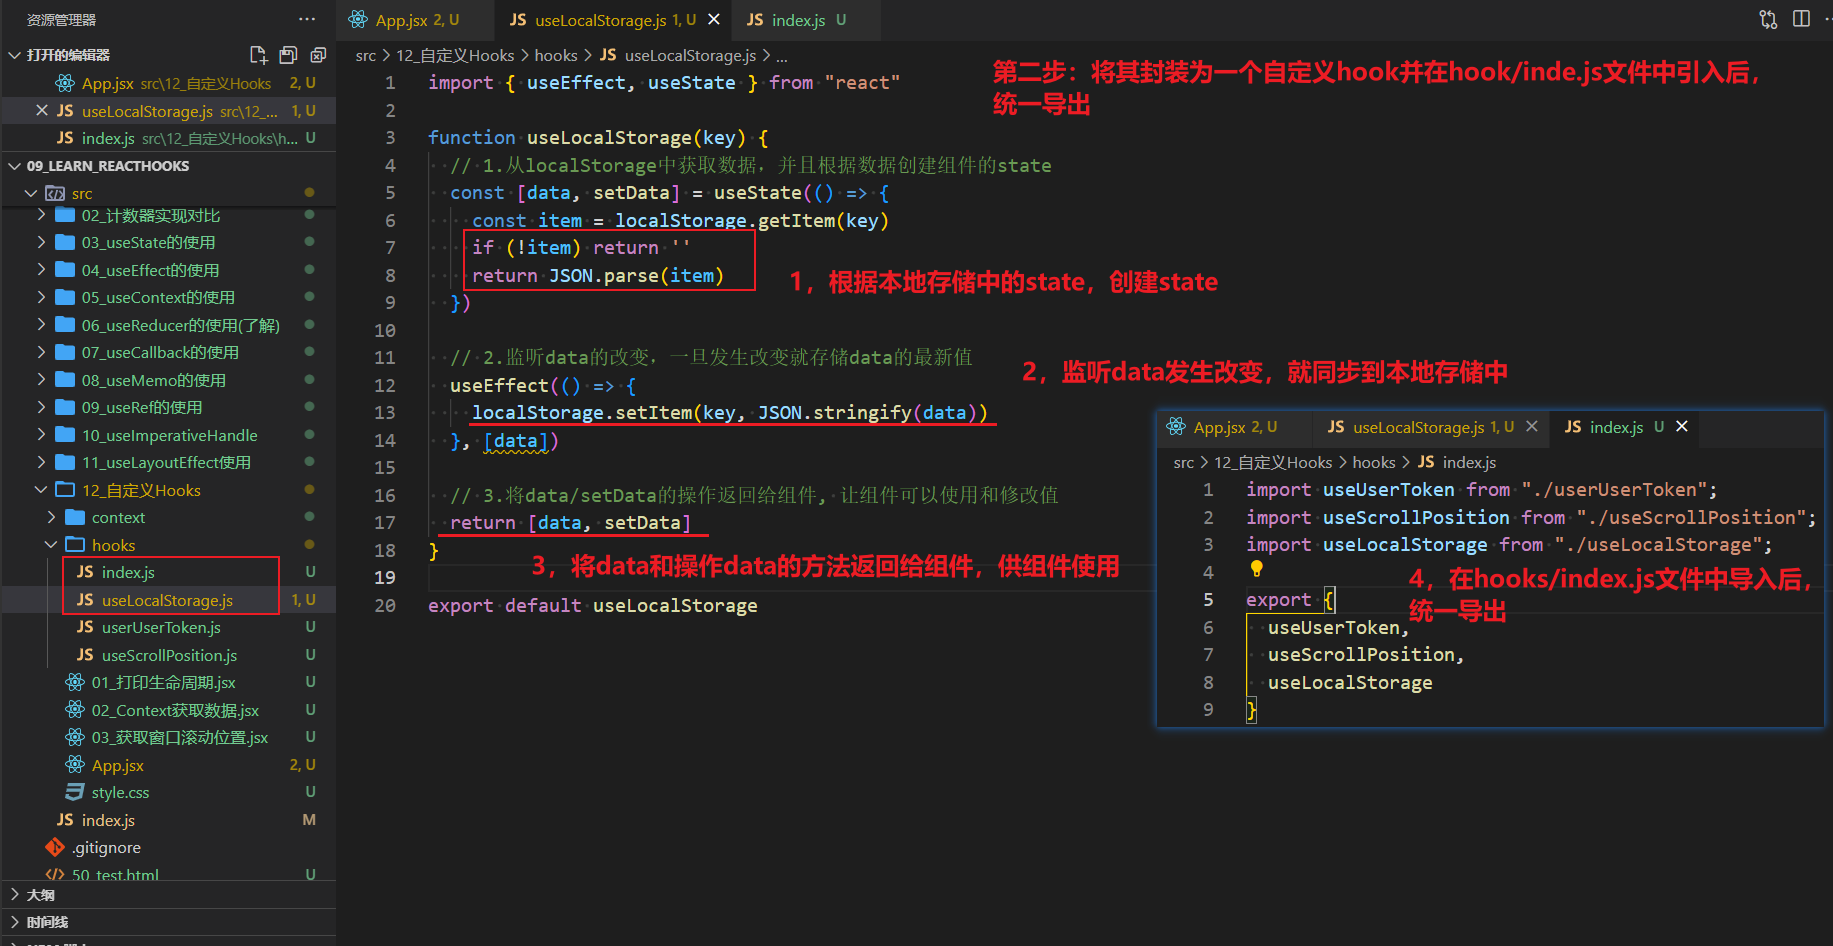 资源管理器
打开的编辑器
App.jsx src\12_自定义Hooks 2, U
useLocalStorage.js src\12_... 1, U
index.js src\12_自定义Hooks\h... U
09_LEARN_REACTHOOKS
src
02_计数器实现对比
03_useState的使用
04_useEffect的使用
05_useContext的使用
06_useReducer的使用(了解)
07_useCallback的使用
08_useMemo的使用
09_useRef的使用
10_useImperativeHandle
11_useLayoutEffect使用
12_自定义Hooks
context
hooks
JS index.js U
JS useLocalStorage.js 1, U
JS userUserToken.js U
JS useScrollPosition.js U
01_打印生命周期.jsx U
02_Context获取数据.jsx U
03_获取窗口滚动位置.jsx U
App.jsx 2, U
style.css U
JS index.js M
.gitignore
50_test.html U
大纲
时间线
App.jsx 2, U
JS useLocalStorage.js 1, U
JS index.js U
src > 12_自定义Hooks > hooks > JS useLocalStorage.js > ...
1 import { useEffect, useState } from "react"
2
3 function useLocalStorage(key) {
4 // 1.从localStorage中获取数据，并且根据数据创建组件的state
5 const [data, setData] = useState(() => {
6 const item = localStorage.getItem(key)
7 if (!item) return ''
8 return JSON.parse(item)
9 })
10
11 // 2.监听data的改变，一旦发生改变就存储data的最新值
12 useEffect(() => {
13 localStorage.setItem(key, JSON.stringify(data))
14 }, [data])
15
16 // 3.将data/setData的操作返回给组件, 让组件可以使用和修改值
17 return [data, setData]
18 }
19
20 export default useLocalStorage
第二步：将其封装为一个自定义hook并在hook/inde.js文件中引入后，
统一导出
1，根据本地存储中的state，创建state
2，监听data发生改变，就同步到本地存储中
3，将data和操作data的方法返回给组件，供组件使用
App.jsx 2, U
JS useLocalStorage.js 1, U
JS index.js U
src > 12_自定义Hooks > hooks > JS index.js
1 import useUserToken from "./userUserToken";
2 import useScrollPosition from "./useScrollPosition";
3 import useLocalStorage from "./useLocalStorage";
4
5 export {
6 useUserToken,
7 useScrollPosition,
8 useLocalStorage
9 }
4，在hooks/index.js文件中导入后，
统一导出